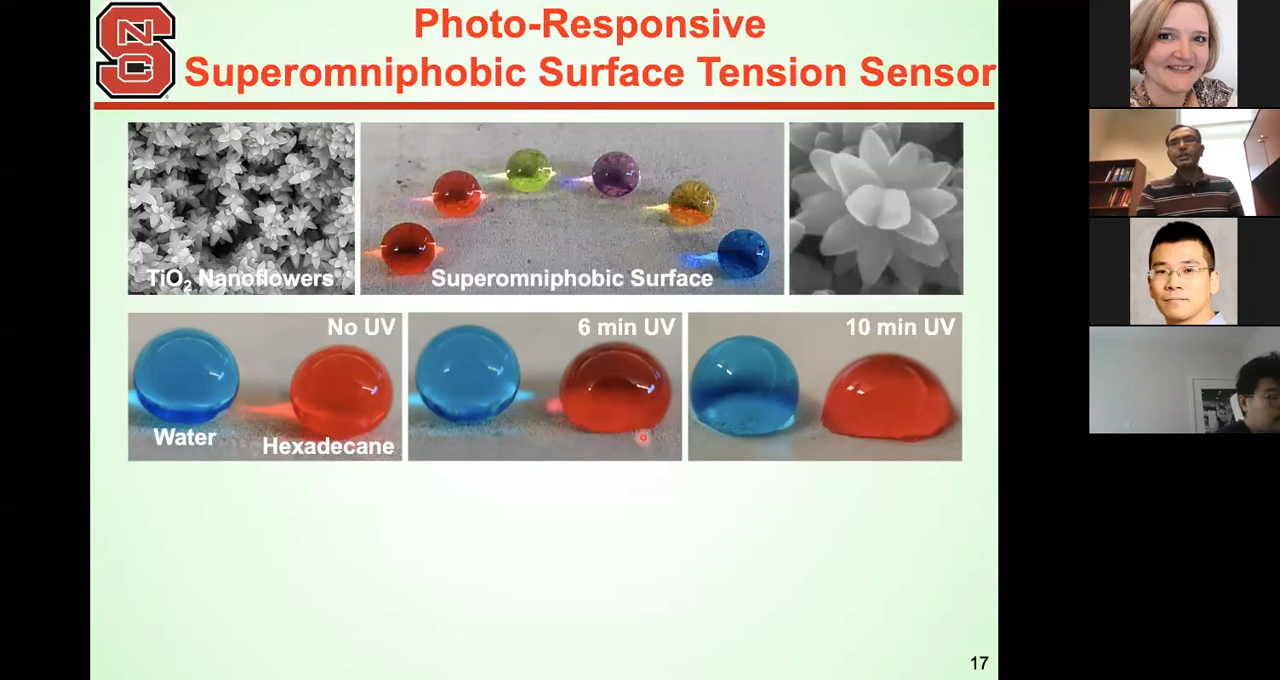 NC
S
Photo-Responsive
Superomniphobic Surface Tension Sensor
TiO₂ Nanoflowers
Superomniphobic Surface
No UV
6 min UV
10 min UV
Water
Hexadecane
17